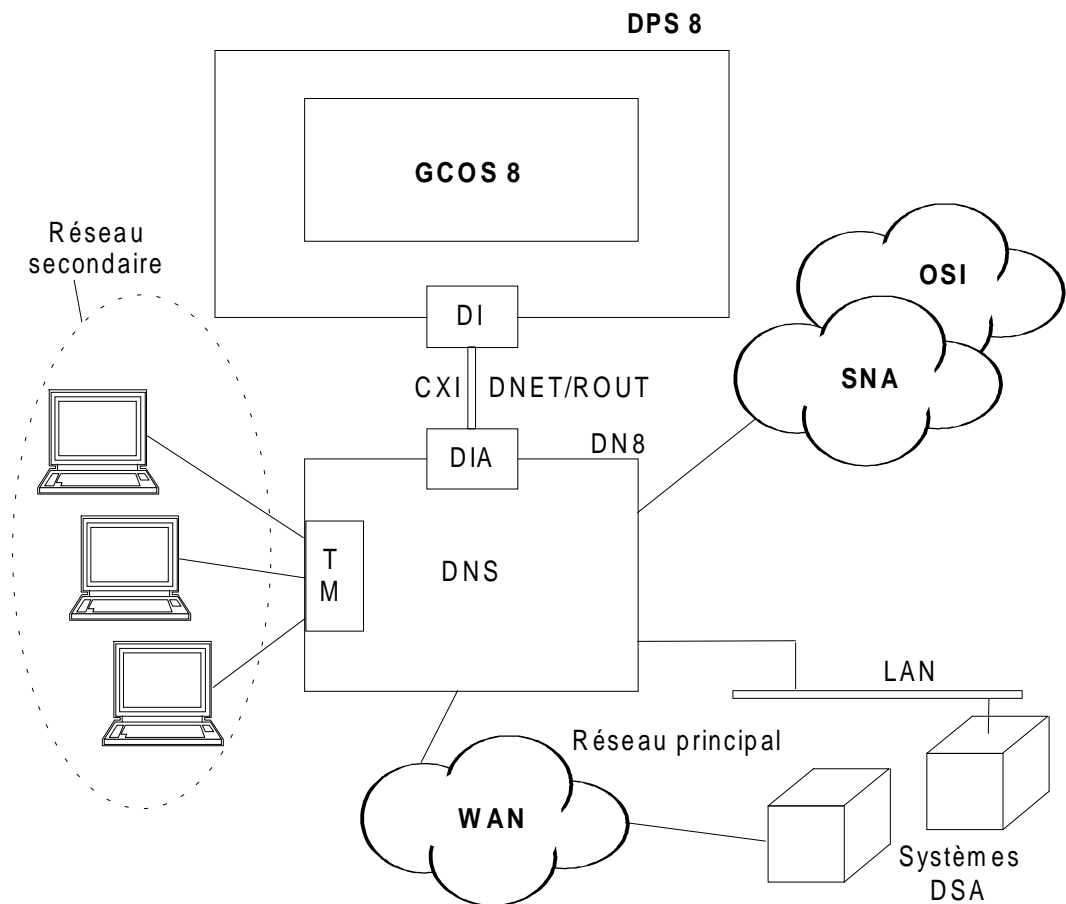 DPS 8
GCOS 8
Réseau
secondaire
OSI
DI
SNA
CXI
DNET/ROUT
DN8
DIA
T
M
DNS
LAN
Réseau principal
WAN
Systèmes
DSA